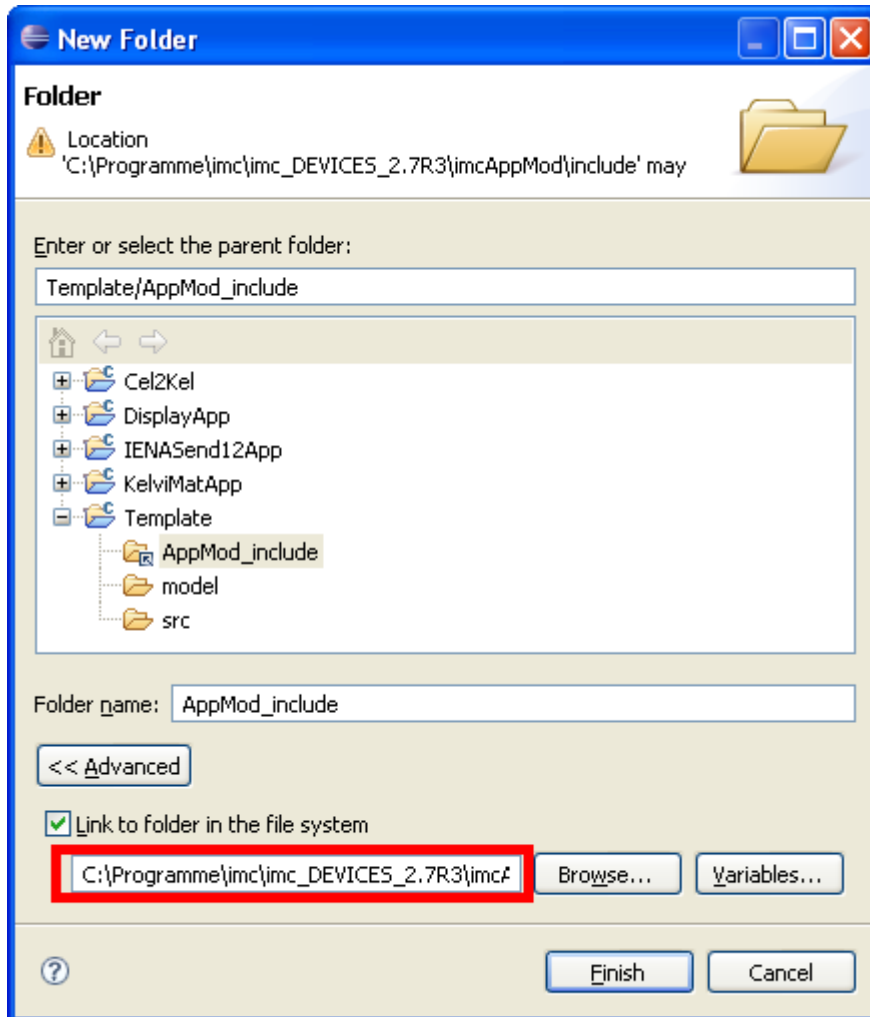 New Folder
Folder
Location
'C:\Programme\imc\imc_DEVICES_2.7R3\imcAppMod\include' may
Enter or select the parent folder:
Template/AppMod_include
Cel2Kel
DisplayApp
IENASend12App
KelviMatApp
Template
AppMod_include
model
src
Folder name: AppMod_include
<< Advanced
Link to folder in the file system
C:\Programme\imc\imc_DEVICES_2.7R3\imcA Browse... Variables...
Finish Cancel